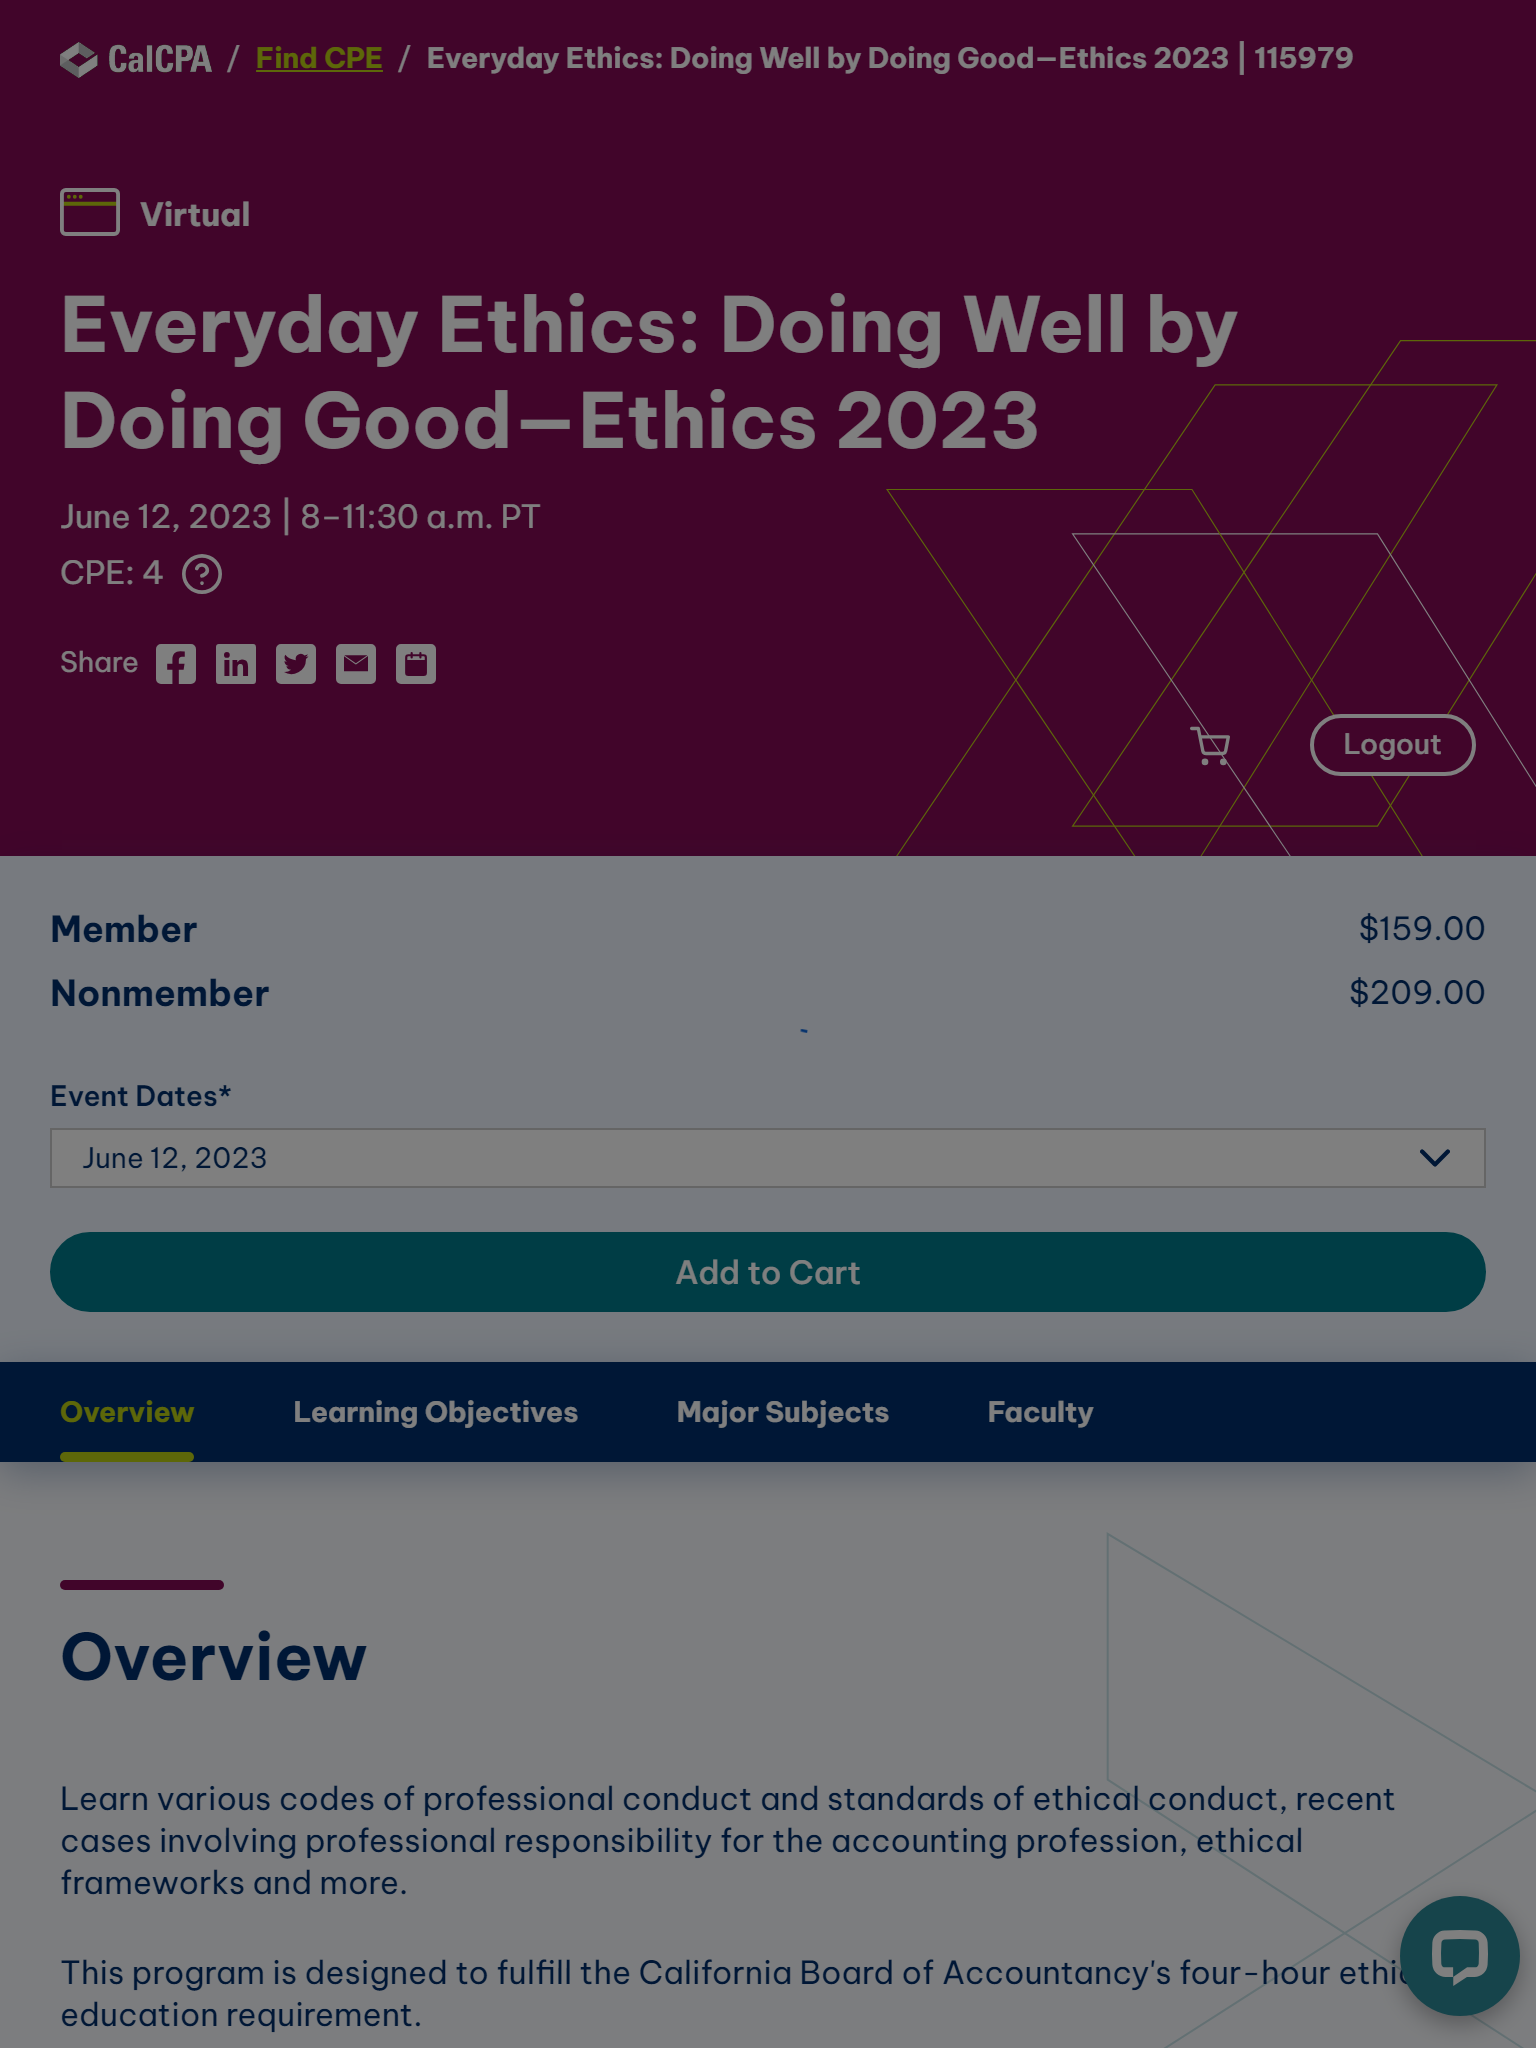 CalCPA / Find CPE / Everyday Ethics: Doing Well by Doing Good—Ethics 2023 | 115979
Virtual
Everyday Ethics: Doing Well by
Doing Good—Ethics 2023
June 12, 2023 | 8–11:30 a.m. PT
CPE: 4 ?
Share
Logout
Member $159.00
Nonmember $209.00
Event Dates*
June 12, 2023
Add to Cart
Overview Learning Objectives Major Subjects Faculty
Overview
Learn various codes of professional conduct and standards of ethical conduct, recent
cases involving professional responsibility for the accounting profession, ethical
frameworks and more.
This program is designed to fulfill the California Board of Accountancy's four-hour ethic
education requirement.